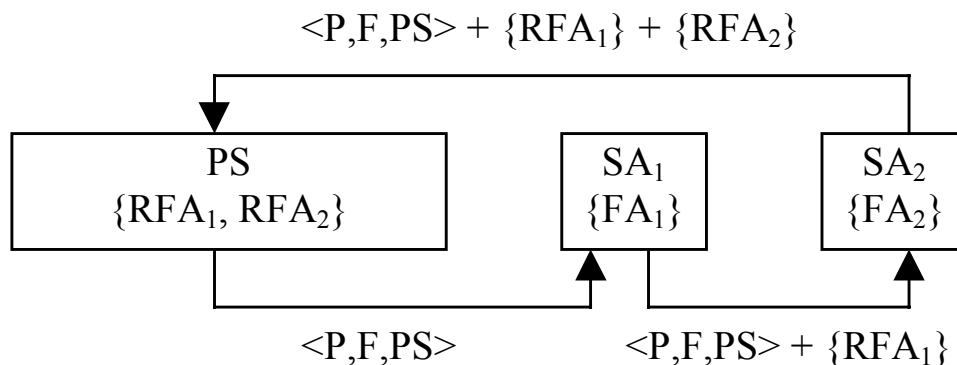 <P,F,PS> + {RFA₁} + {RFA₂}
PS
{RFA₁, RFA₂}
SA₁
{FA₁}
SA₂
{FA₂}
<P,F,PS>
<P,F,PS> + {RFA₁}